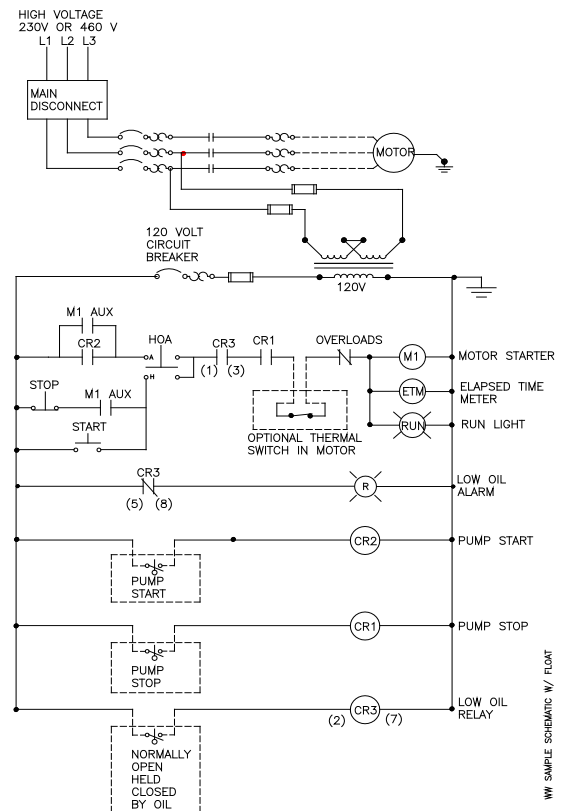 HIGH VOLTAGE
230V OR 460 V
L1 L2 L3
MAIN
DISCONNECT
MOTOR
120 VOLT
CIRCUIT
BREAKER
120V
M1 AUX
CR2
HOA
A
H
CR3
(1) (3)
CR1
OVERLOADS
M1
MOTOR STARTER
STOP
M1 AUX
ETM
ELAPSED TIME
METER
START
RUN
RUN LIGHT
OPTIONAL THERMAL
SWITCH IN MOTOR
CR3
(5) (8)
R
LOW OIL
ALARM
CR2
PUMP START
PUMP
START
CR1
PUMP STOP
PUMP
STOP
(2) CR3 (7)
LOW OIL
RELAY
NORMALLY
OPEN
HELD
CLOSED
BY OIL
WW SAMPLE SCHEMATIC W/ FLOAT